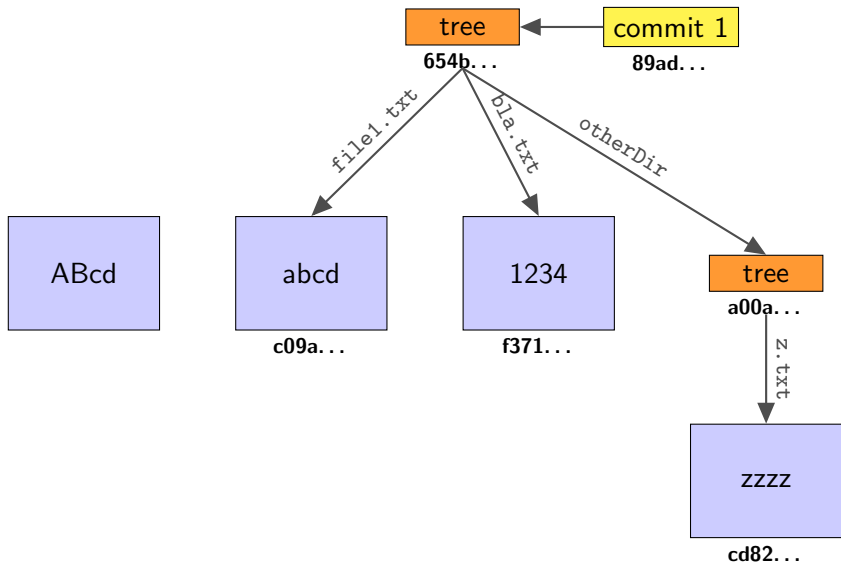 tree
commit 1
654b...
89ad...
file1.txt
bla.txt
otherDir
ABcd
abcd
1234
tree
c09a...
f371...
a00a...
z.txt
zzzz
cd82...